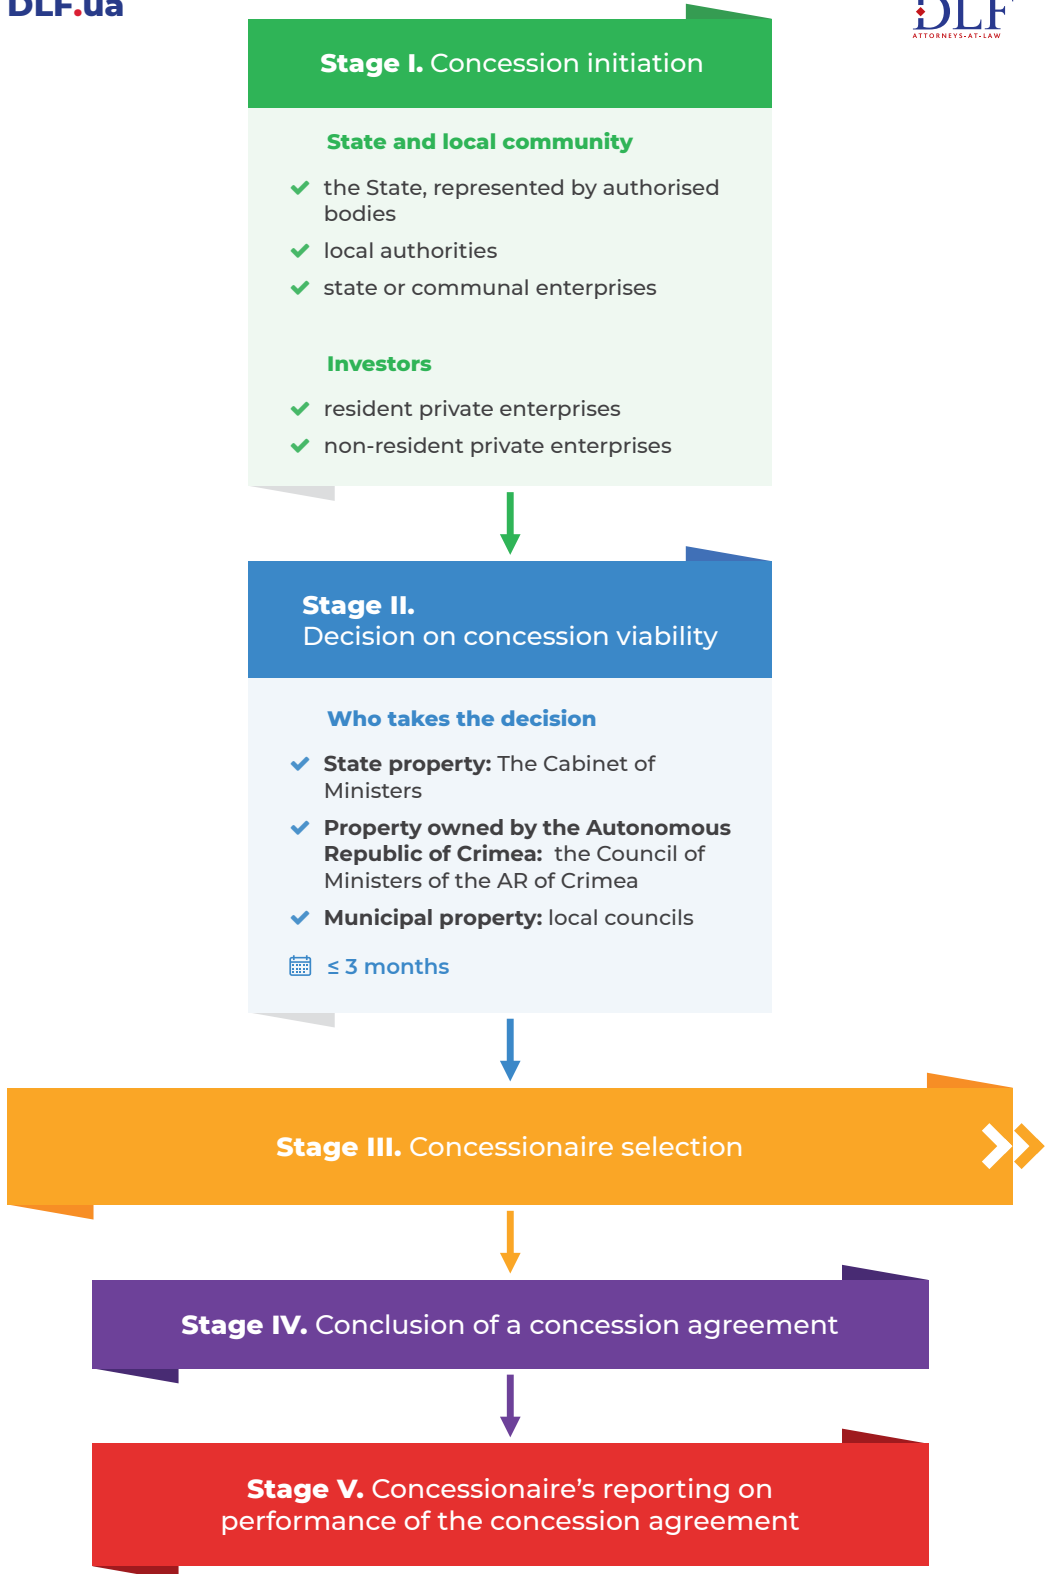 DLF.ua
DLF
ATTORNEYS-AT-LAW
Stage I. Concession initiation
State and local community
the State, represented by authorised
bodies
local authorities
state or communal enterprises
Investors
resident private enterprises
non-resident private enterprises
Stage II.
Decision on concession viability
Who takes the decision
State property: The Cabinet of
Ministers
Property owned by the Autonomous
Republic of Crimea: the Council of
Ministers of the AR of Crimea
Municipal property: local councils
≤ 3 months
Stage III. Concessionaire selection
Stage IV. Conclusion of a concession agreement
Stage V. Concessionaire’s reporting on
performance of the concession agreement